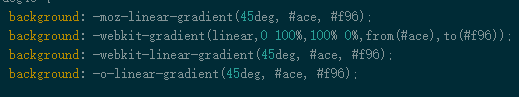 background: -moz-linear-gradient(45deg, #ace, #f96);
background: -webkit-gradient(linear,0 100%,100% 0%,from(#ace),to(#f96));
background: -webkit-linear-gradient(45deg, #ace, #f96);
background: -o-linear-gradient(45deg, #ace, #f96);